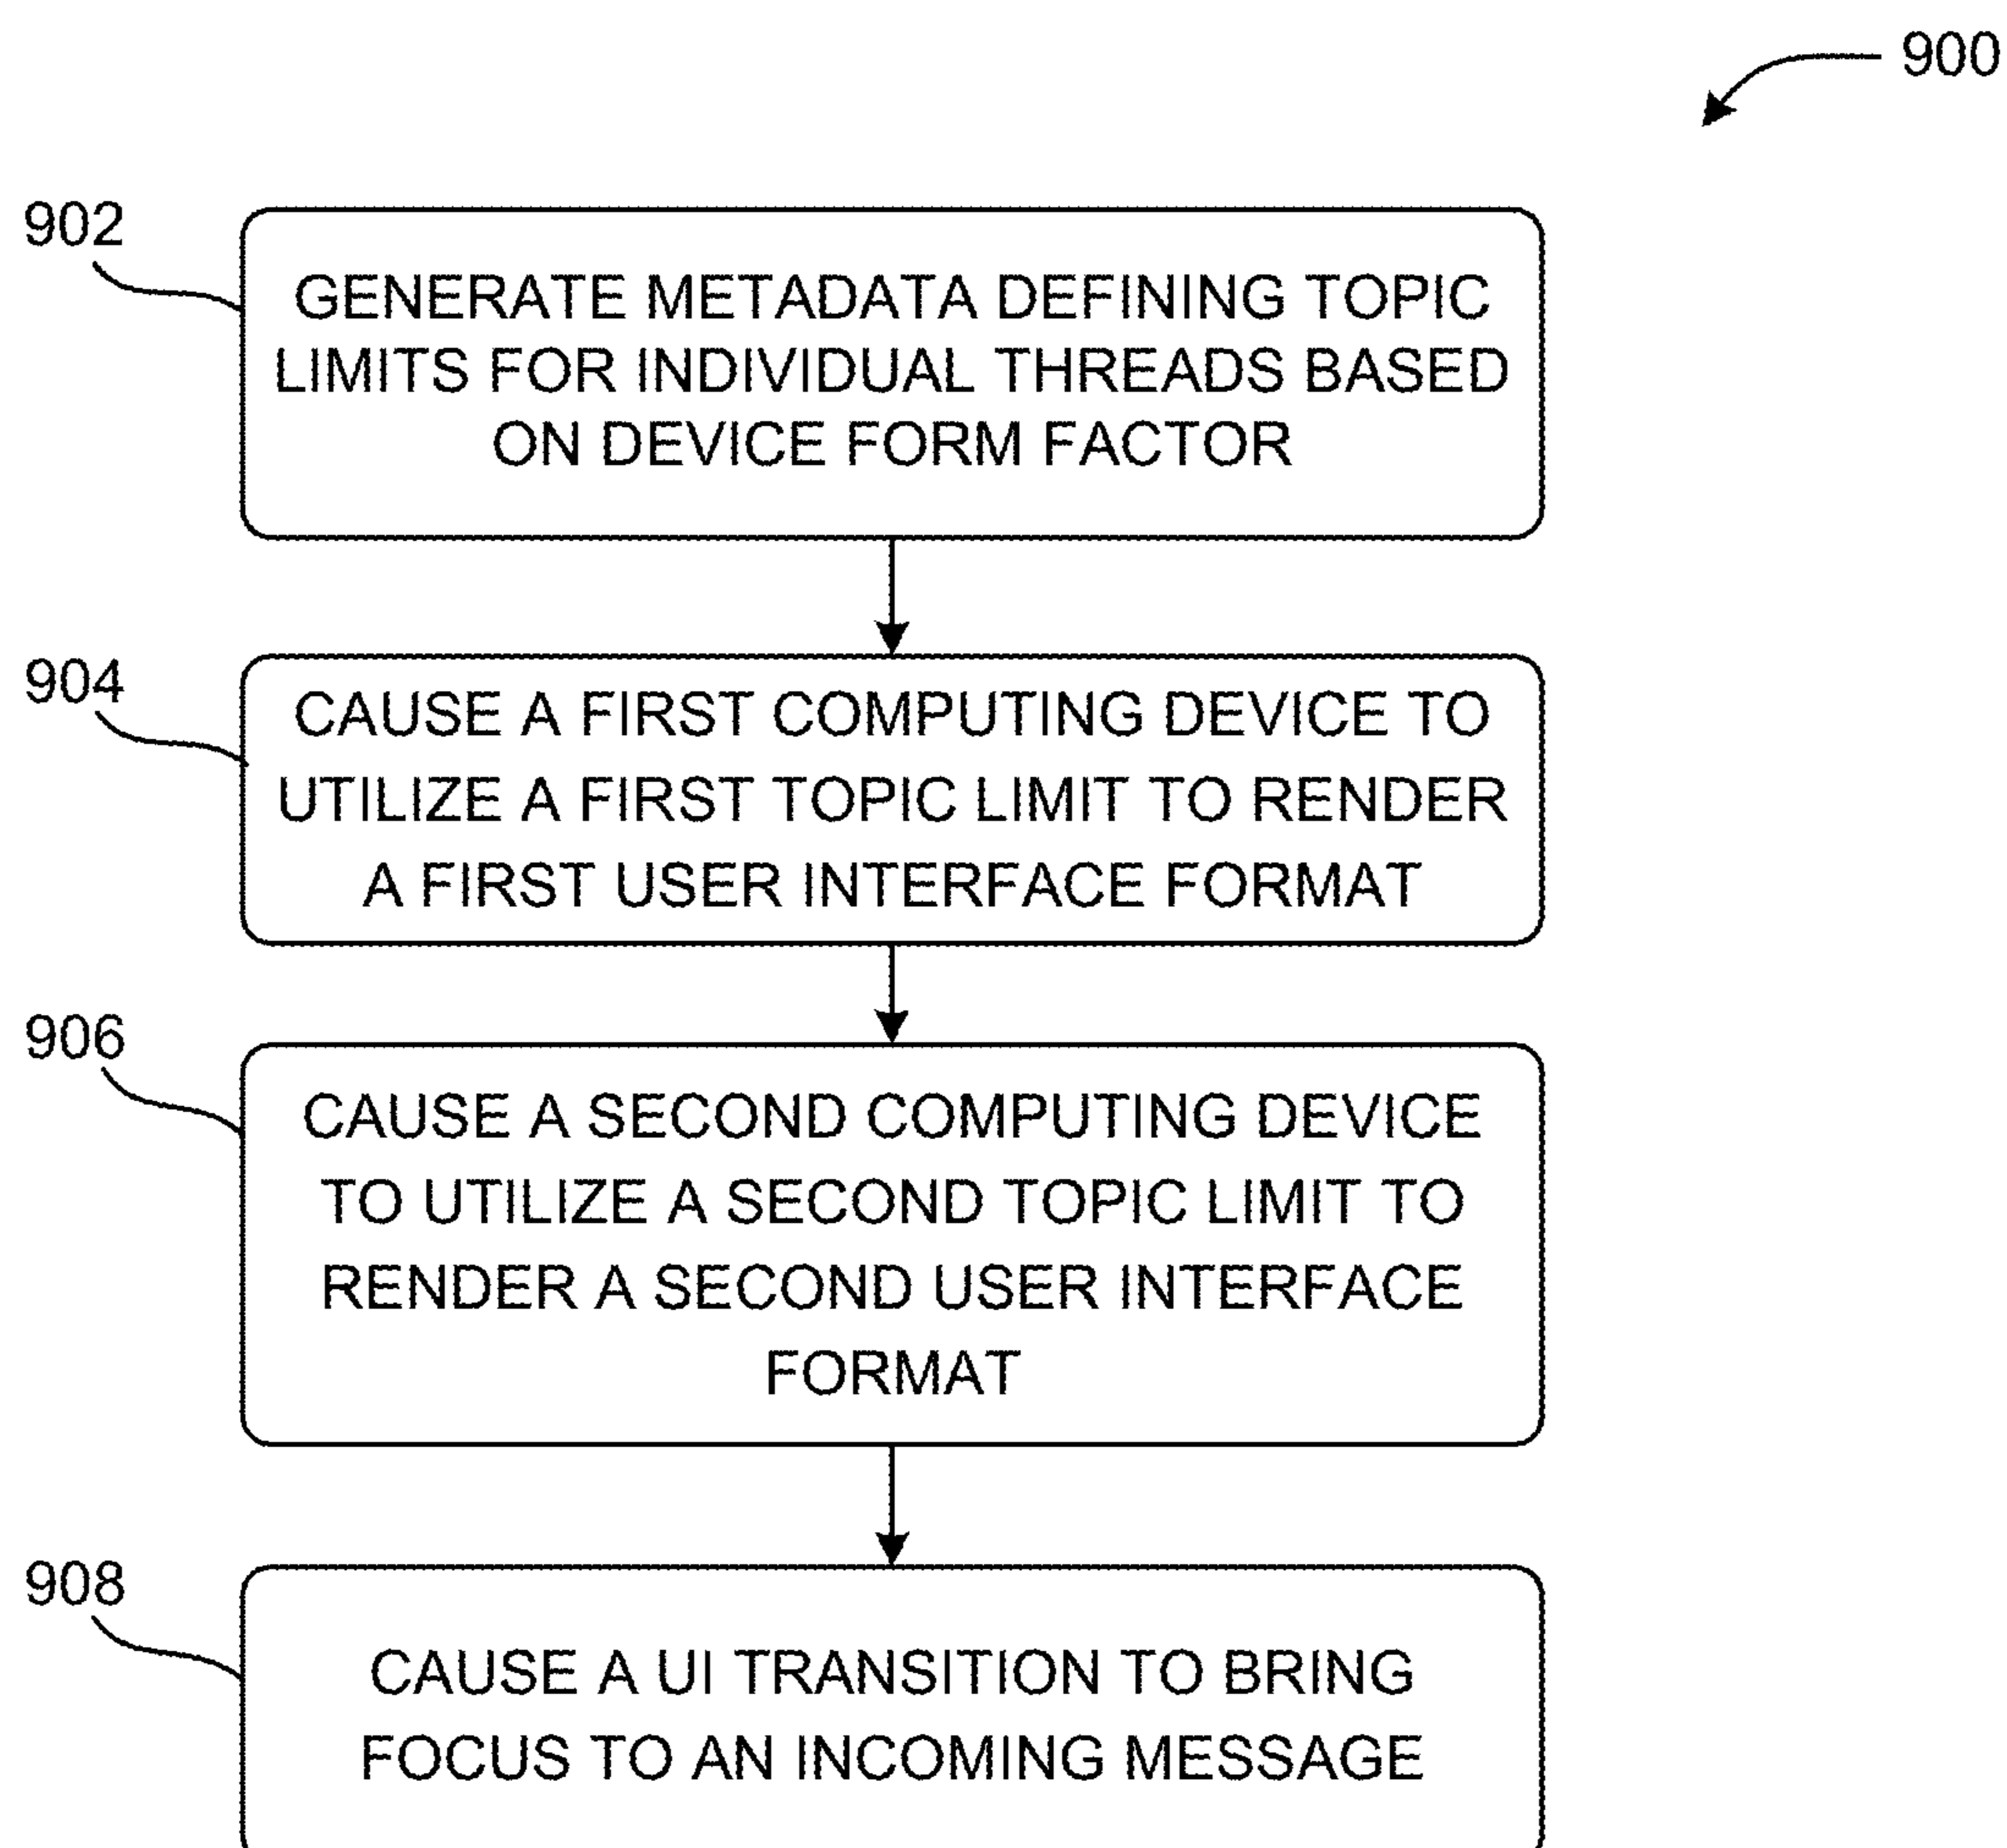 900
902
GENERATE METADATA DEFINING TOPIC
LIMITS FOR INDIVIDUAL THREADS BASED
ON DEVICE FORM FACTOR
904
CAUSE A FIRST COMPUTING DEVICE TO
UTILIZE A FIRST TOPIC LIMIT TO RENDER
A FIRST USER INTERFACE FORMAT
906
CAUSE A SECOND COMPUTING DEVICE
TO UTILIZE A SECOND TOPIC LIMIT TO
RENDER A SECOND USER INTERFACE
FORMAT
908
CAUSE A UI TRANSITION TO BRING
FOCUS TO AN INCOMING MESSAGE